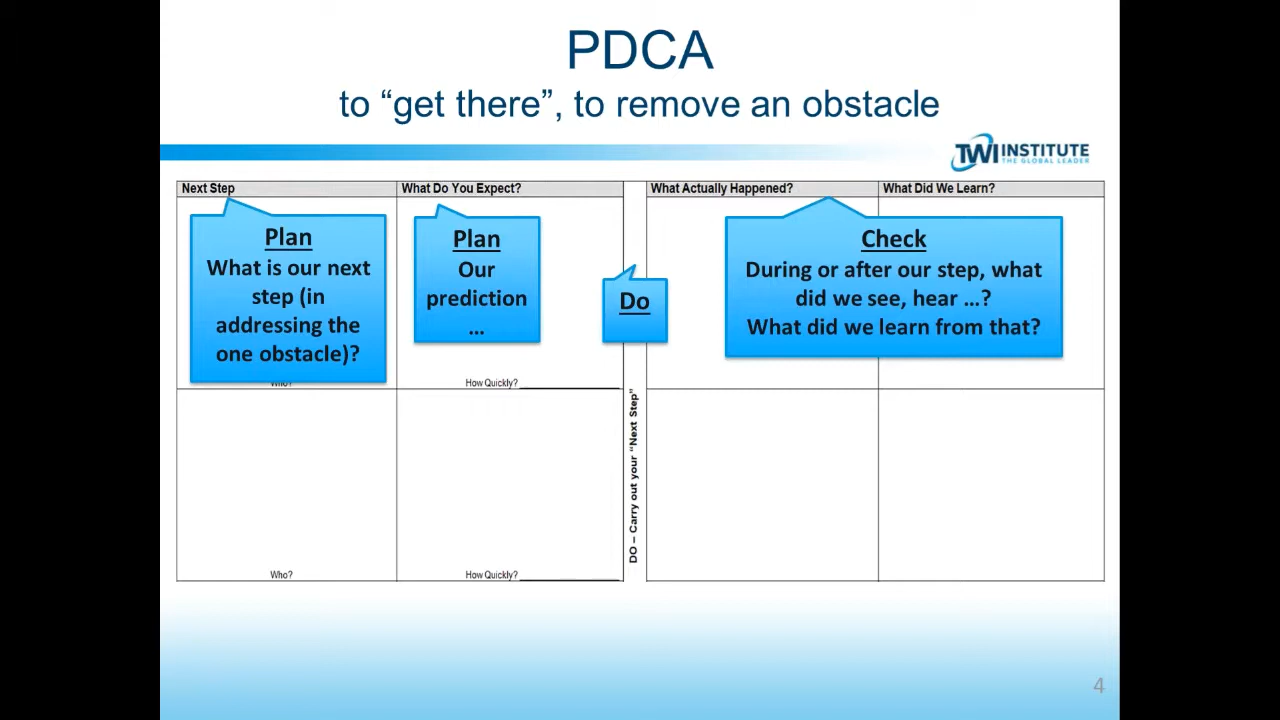 PDCA
to “get there”, to remove an obstacle
TWI INSTITUTE
THE GLOBAL LEADER
Next Step
What Do You Expect?
What Actually Happened?
What Did We Learn?
Plan
What is our next
step (in
addressing the
one obstacle)?
Plan
Our
prediction
...
Do
Check
During or after our step, what
did we see, hear ...?
What did we learn from that?
Who?
How Quickly?
DO – Carry out your “Next Step”
Who?
How Quickly?
4